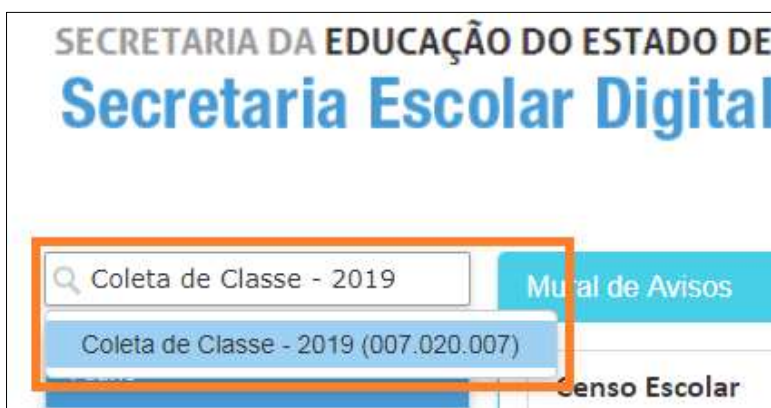 SECRETARIA DA EDUCAÇÃO DO ESTADO DE
Secretaria Escolar Digital
Coleta de Classe - 2019
Mural de Avisos
Coleta de Classe - 2019 (007.020.007)
Censo Escolar